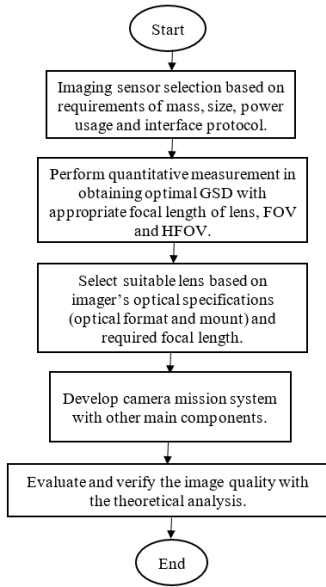 Start
Imaging sensor selection based on
requirements of mass, size, power
usage and interface protocol.
Perform quantitative measurement in
obtaining optimal GSD with
appropriate focal length of lens, FOV
and HFOV.
Select suitable lens based on
imager's optical specifications
(optical format and mount) and
required focal length.
Develop camera mission system
with other main components.
Evaluate and verify the image quality with
the theoretical analysis.
End